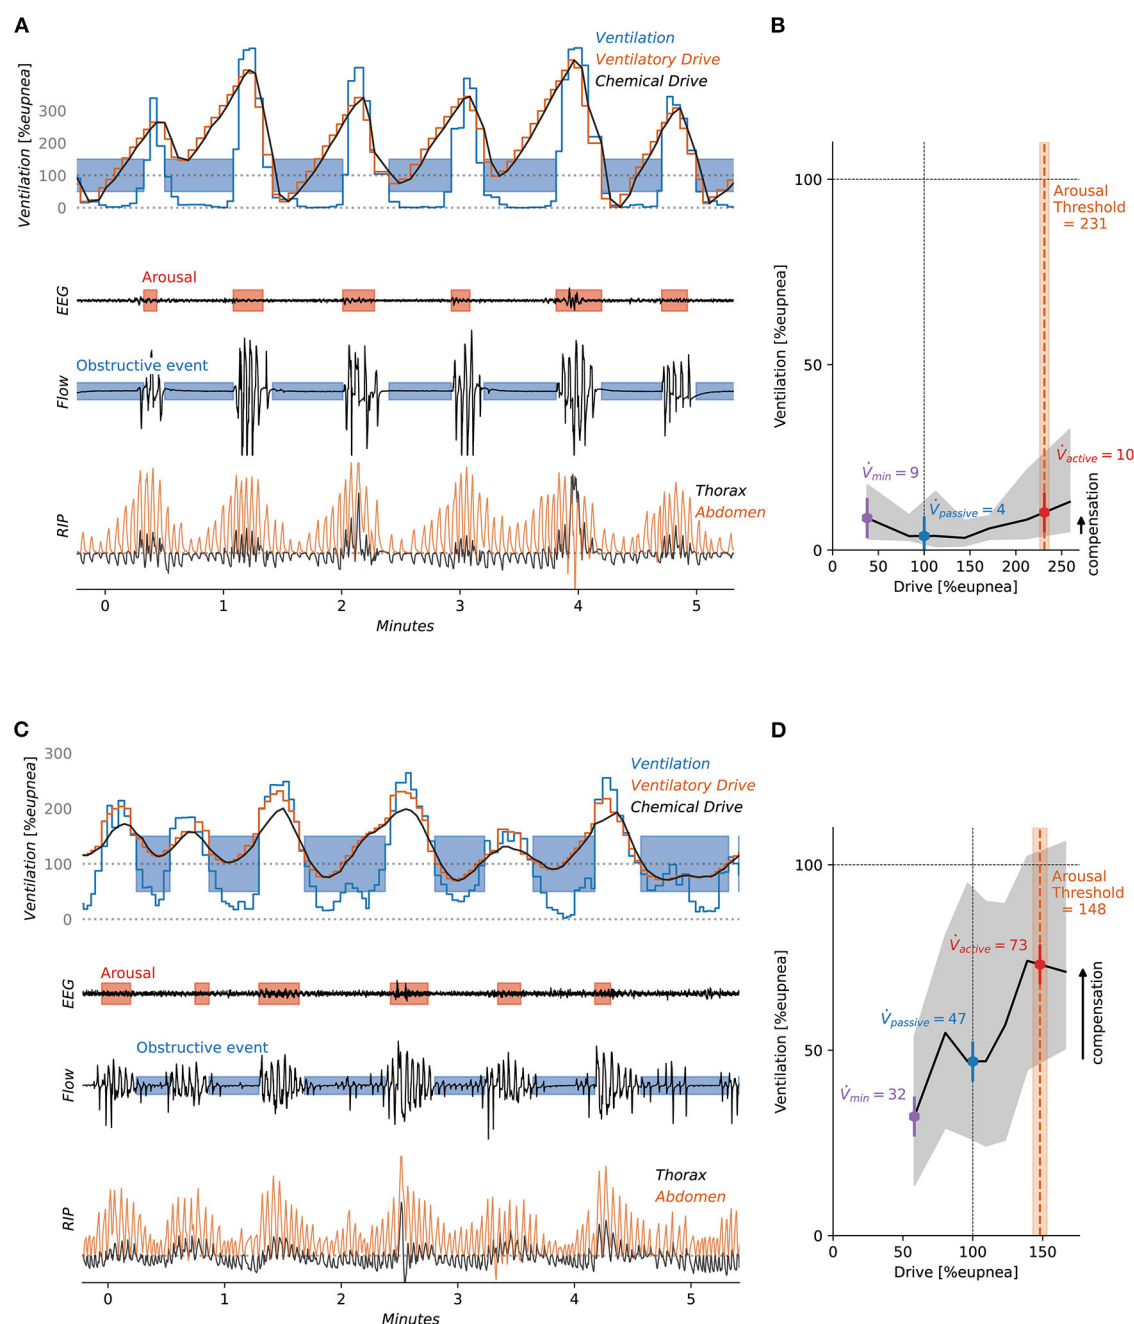 A
Ventilation
Ventilatory Drive
Chemical Drive
Ventilation [%eupnea]
300
200
100
0
Arousal
EEG
Obstructive event
Flow
Thorax
Abdomen
RIP
0 1 2 3 4 5
Minutes
B
100
50
0
Ventilation [%eupnea]
Arousal
Threshold
= 231
V̇min = 9
V̇passive = 4
V̇active = 10
compensation
0 50 100 150 200 250
Drive [%eupnea]
C
Ventilation
Ventilatory Drive
Chemical Drive
Ventilation [%eupnea]
300
200
100
0
Arousal
EEG
Obstructive event
Flow
Thorax
Abdomen
RIP
0 1 2 3 4 5
Minutes
D
100
50
0
Ventilation [%eupnea]
Arousal
Threshold
= 148
V̇active = 73
V̇passive = 47
V̇min = 32
compensation
0 50 100 150
Drive [%eupnea]